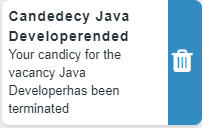 Candedecy Java
Developerended
Your candicy for the
vacancy Java
Developerhas been
terminated